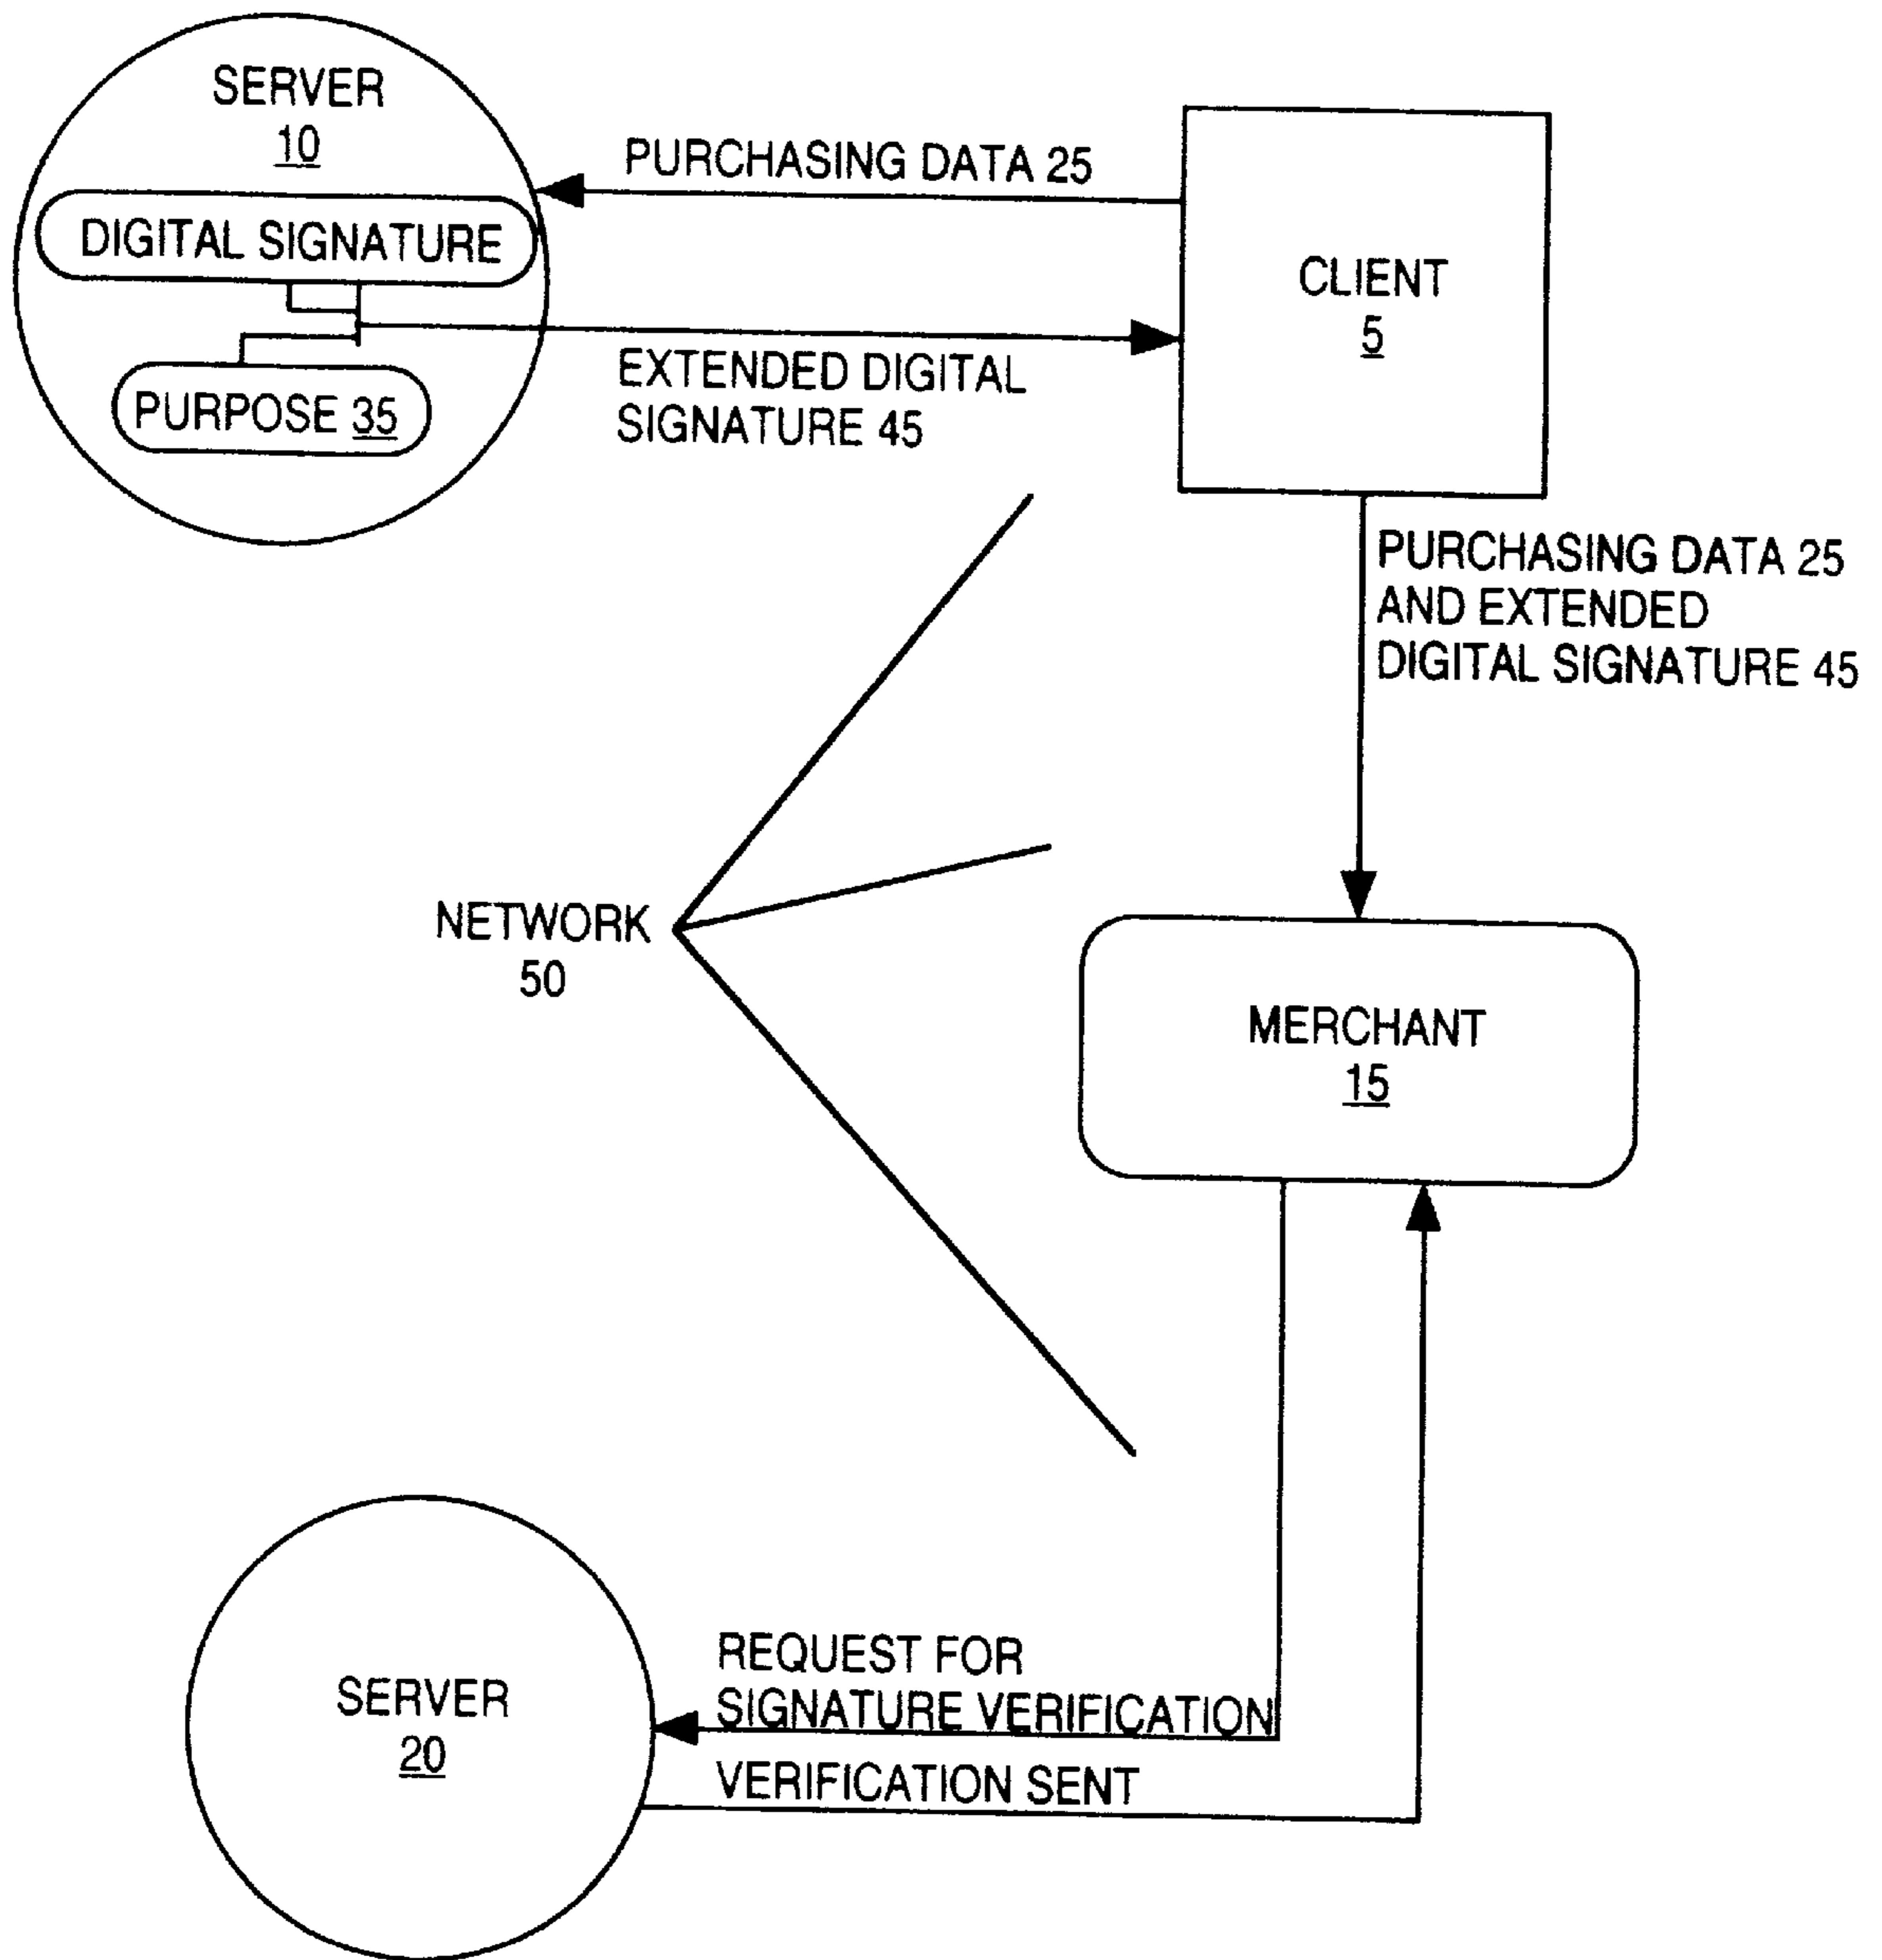 SERVER
10
DIGITAL SIGNATURE
PURPOSE 35
PURCHASING DATA 25
EXTENDED DIGITAL
SIGNATURE 45
CLIENT
5
PURCHASING DATA 25
AND EXTENDED
DIGITAL SIGNATURE 45
NETWORK
50
MERCHANT
15
SERVER
20
REQUEST FOR
SIGNATURE VERIFICATION
VERIFICATION SENT